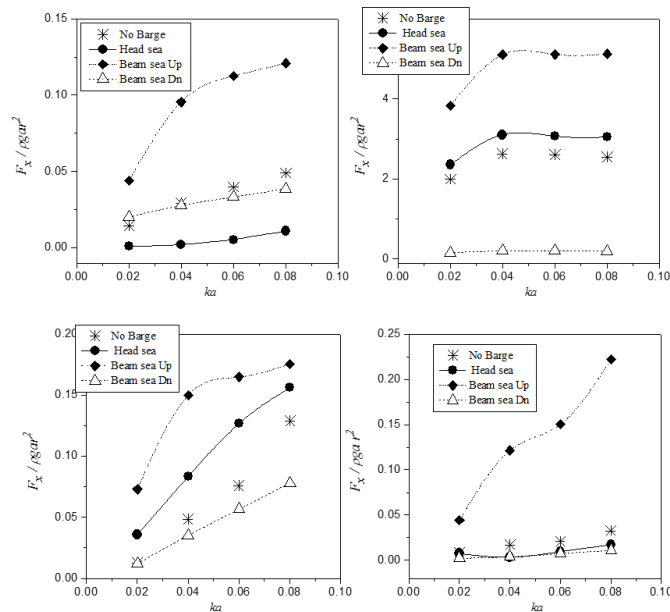 0.15
0.10
0.05
0.00
F_x / ρgar²
No Barge
Head sea
Beam sea Up
Beam sea Dn
0.00 0.02 0.04 0.06 0.08 0.10
ka
4
2
0
F_x / ρgar²
No Barge
Head sea
Beam sea Up
Beam sea Dn
0.00 0.02 0.04 0.06 0.08 0.10
ka
0.20
0.15
0.10
0.05
0.00
F_x / ρgar²
No Barge
Head sea
Beam sea Up
Beam sea Dn
0.00 0.02 0.04 0.06 0.08 0.10
ka
0.25
0.20
0.15
0.10
0.05
0.00
F_x / ρga r²
No Barge
Head sea
Beam sea Up
Beam sea Dn
0.00 0.02 0.04 0.06 0.08 0.10
ka